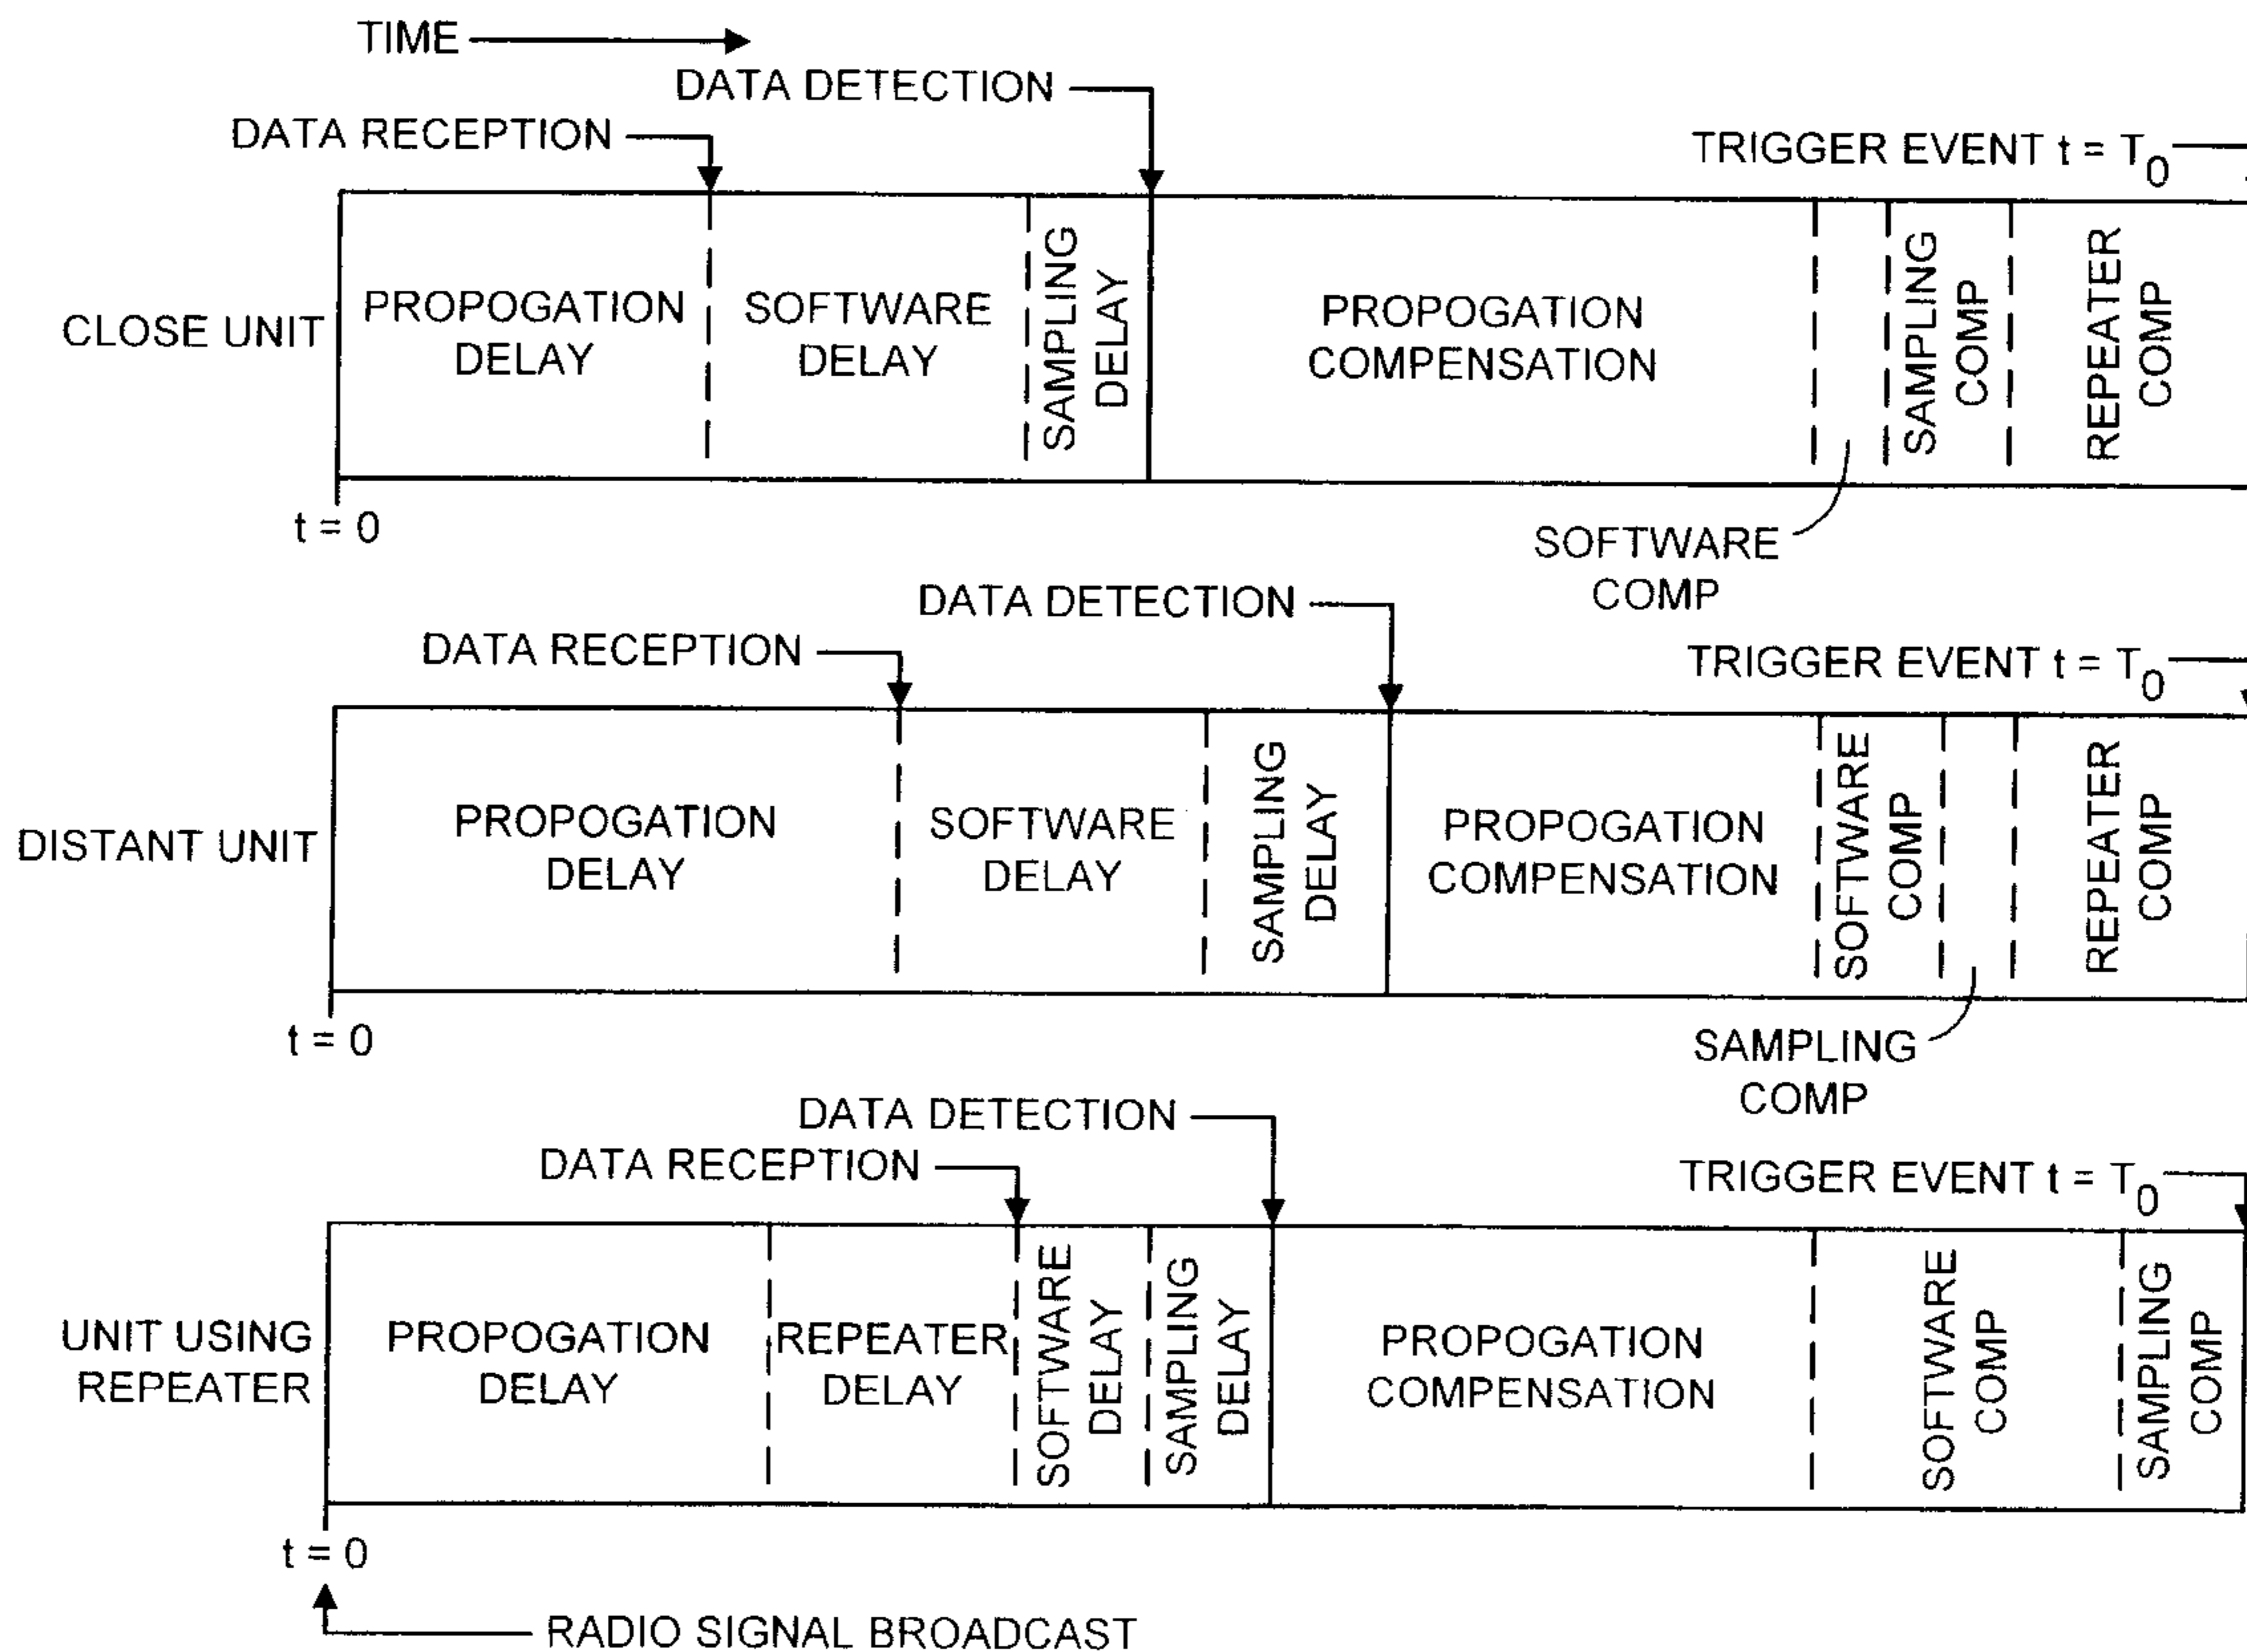 TIME
DATA DETECTION
DATA RECEPTION
TRIGGER EVENT t = T0
CLOSE UNIT
PROPOGATION
DELAY
SOFTWARE
DELAY
SAMPLING
DELAY
PROPOGATION
COMPENSATION
SAMPLING
COMP
REPEATER
COMP
t = 0
SOFTWARE
COMP
DATA DETECTION
DATA RECEPTION
TRIGGER EVENT t = T0
DISTANT UNIT
PROPOGATION
DELAY
SOFTWARE
DELAY
SAMPLING
DELAY
PROPOGATION
COMPENSATION
SOFTWARE
COMP
REPEATER
COMP
t = 0
SAMPLING
COMP
DATA DETECTION
DATA RECEPTION
TRIGGER EVENT t = T0
UNIT USING
REPEATER
PROPOGATION
DELAY
REPEATER
DELAY
SOFTWARE
DELAY
SAMPLING
DELAY
PROPOGATION
COMPENSATION
SOFTWARE
COMP
SAMPLING
COMP
t = 0
RADIO SIGNAL BROADCAST